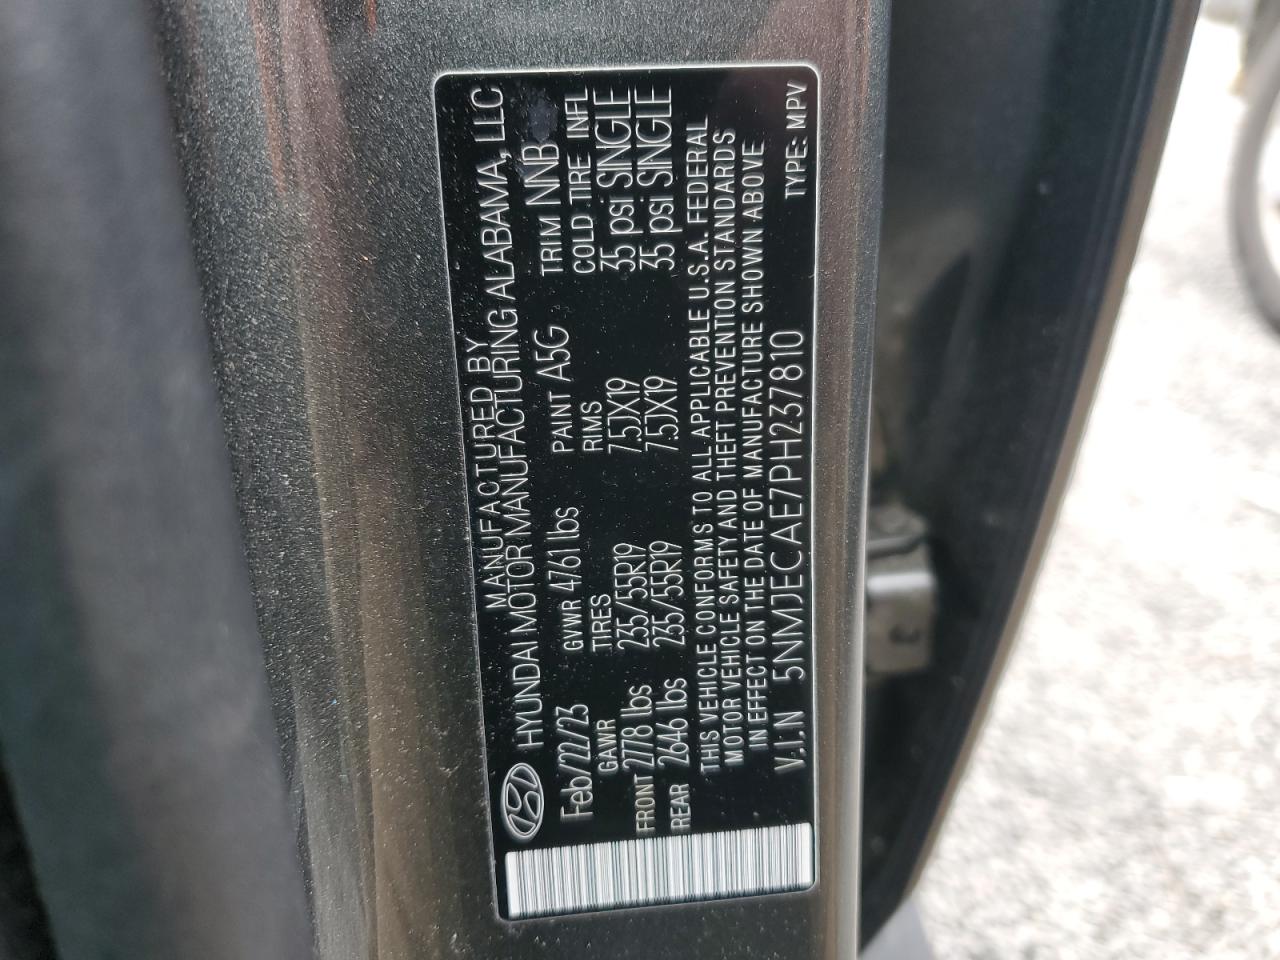 MANUFACTURED BY
HYUNDAI MOTOR MANUFACTURING ALABAMA, LLC
Feb/22/23 GVWR 4761 lbs PAINT A5G TRIM NNB
GAWR TIRES RIMS COLD TIRE INFL
FRONT 2778 lbs 235/55R19 7.5JX19 35 psi SINGLE
REAR 2646 lbs 235/55R19 7.5JX19 35 psi SINGLE
THIS VEHICLE CONFORMS TO ALL APPLICABLE U.S.A. FEDERAL
MOTOR VEHICLE SAFETY AND THEFT PREVENTION STANDARDS
IN EFFECT ON THE DATE OF MANUFACTURE SHOWN ABOVE
V.I.N 5NMJECAE7PH237810 TYPE: MPV